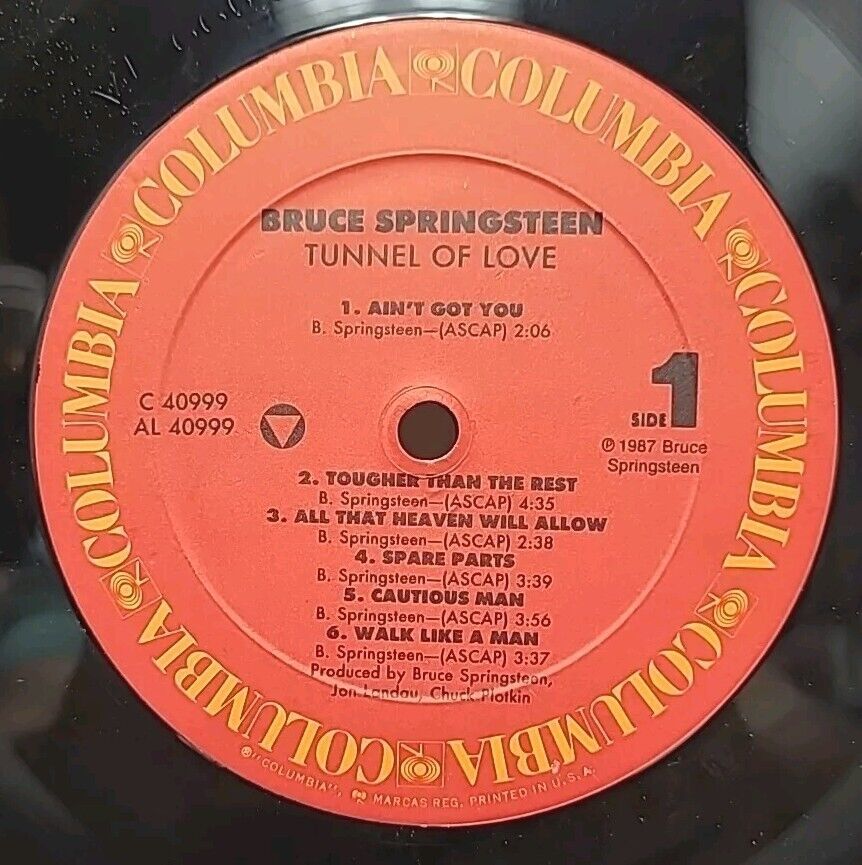 COLUMBIA COLUMBIA COLUMBIA COLUMBIA COLUMBIA COLUMBIA COLUMBIA COLUMBIA
BRUCE SPRINGSTEEN
TUNNEL OF LOVE
1. AIN'T GOT YOU
B. Springsteen—(ASCAP) 2:06
C 40999
AL 40999
SIDE 1
℗ 1987 Bruce
Springsteen
2. TOUGHER THAN THE REST
B. Springsteen—(ASCAP) 4:35
3. ALL THAT HEAVEN WILL ALLOW
B. Springsteen—(ASCAP) 2:38
4. SPARE PARTS
B. Springsteen—(ASCAP) 3:39
5. CAUTIOUS MAN
B. Springsteen—(ASCAP) 3:56
6. WALK LIKE A MAN
B. Springsteen—(ASCAP) 3:37
Produced by Bruce Springsteen,
Jon Landau, Chuck Plotkin
®"COLUMBIA", MARCAS REG. PRINTED IN U.S.A.